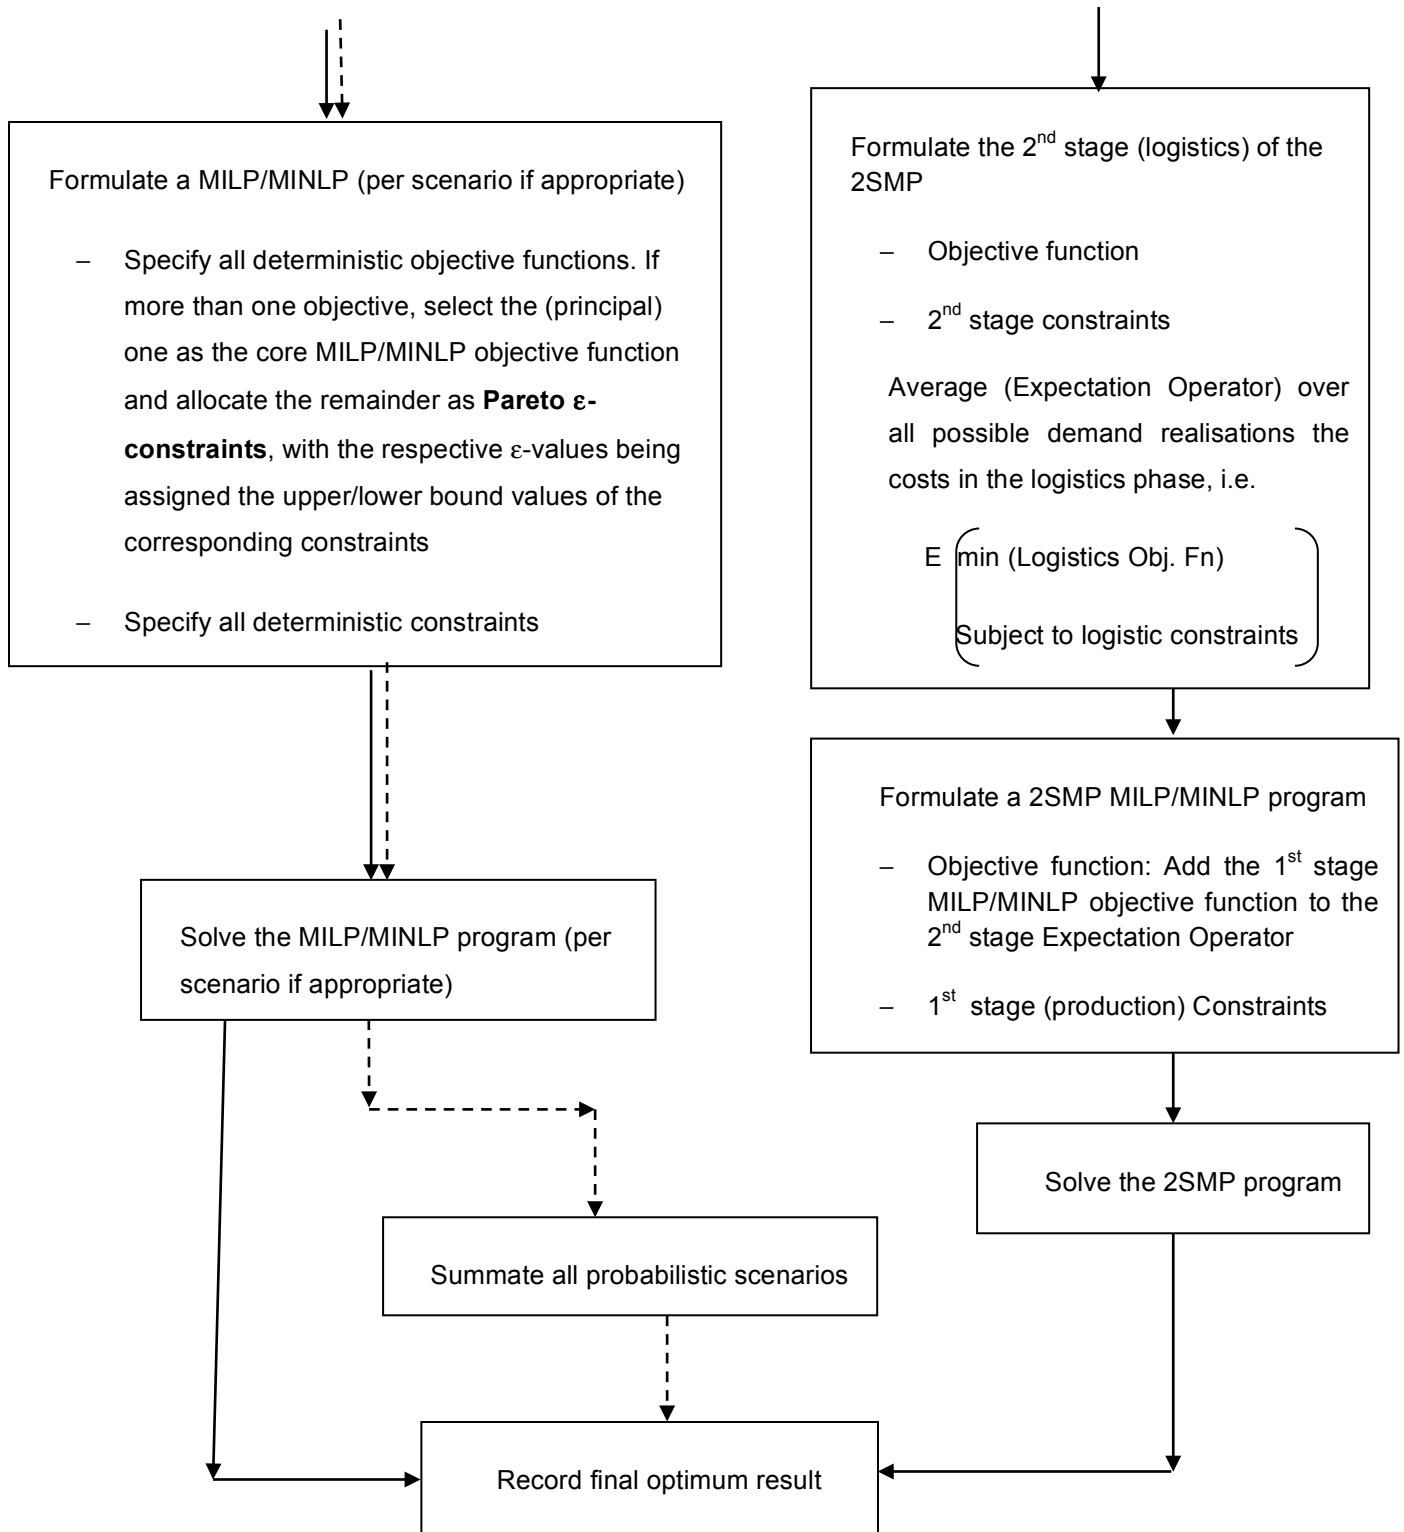 Formulate a MILP/MINLP (per scenario if appropriate)
– Specify all deterministic objective functions. If
more than one objective, select the (principal)
one as the core MILP/MINLP objective function
and allocate the remainder as Pareto ε-
constraints, with the respective ε-values being
assigned the upper/lower bound values of the
corresponding constraints
– Specify all deterministic constraints
Formulate the 2nd stage (logistics) of the
2SMP
– Objective function
– 2nd stage constraints
Average (Expectation Operator) over
all possible demand realisations the
costs in the logistics phase, i.e.
E min (Logistics Obj. Fn)
Subject to logistic constraints
Formulate a 2SMP MILP/MINLP program
– Objective function: Add the 1st stage
MILP/MINLP objective function to the
2nd stage Expectation Operator
– 1st stage (production) Constraints
Solve the MILP/MINLP program (per
scenario if appropriate)
Solve the 2SMP program
Summate all probabilistic scenarios
Record final optimum result